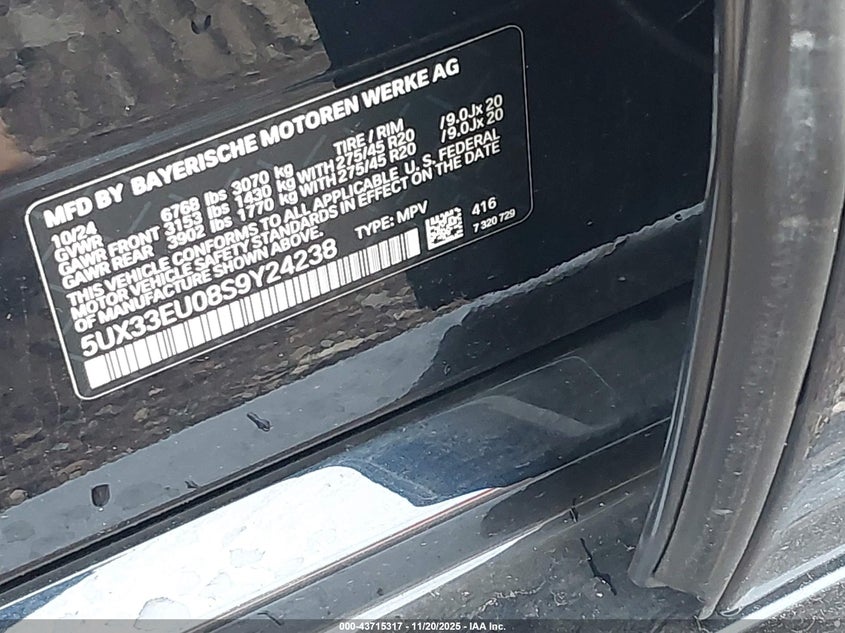 MFD BY BAYERISCHE MOTOREN WERKE AG
10/24 TIRE / RIM
GVWR 6768 lbs 3070 kg
GAWR FRONT 3153 lbs 1430 kg WITH 275/45 R20 /9.0Jx 20
GAWR REAR 3902 lbs 1770 kg WITH 275/45 R20 /9.0Jx 20
THIS VEHICLE CONFORMS TO ALL APPLICABLE U.S. FEDERAL
MOTOR VEHICLE SAFETY STANDARDS IN EFFECT ON THE DATE
OF MANUFACTURE SHOWN ABOVE.
5UX33EU08S9Y24238 TYPE: MPV
416
7 320 729
000-43715317 - 11/20/2025 - IAA Inc.